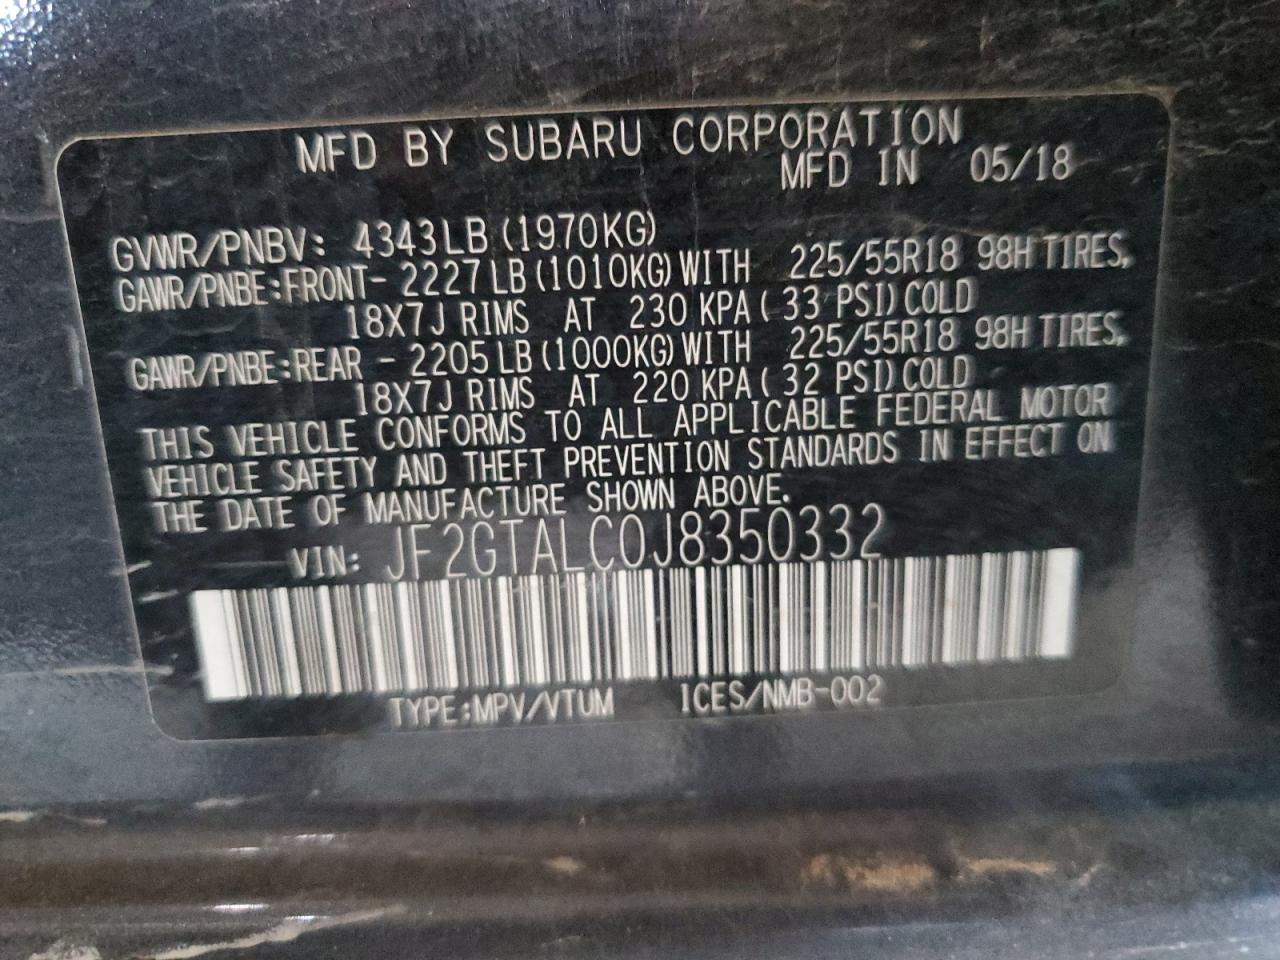 MFD BY SUBARU CORPORATION
MFD IN 05/18
GVWR/PNBV: 4343LB (1970KG)
GAWR/PNBE:FRONT- 2227LB (1010KG) WITH 225/55R18 98H TIRES,
18X7J RIMS AT 230 KPA ( 33 PSI) COLD
GAWR/PNBE:REAR - 2205LB (1000KG) WITH 225/55R18 98H TIRES,
18X7J RIMS AT 220 KPA ( 32 PSI) COLD
THIS VEHICLE CONFORMS TO ALL APPLICABLE FEDERAL MOTOR
VEHICLE SAFETY AND THEFT PREVENTION STANDARDS IN EFFECT ON
THE DATE OF MANUFACTURE SHOWN ABOVE.
VIN: JF2GTALC0J8350332
TYPE:MPV/VTUM ICES/NMB-002